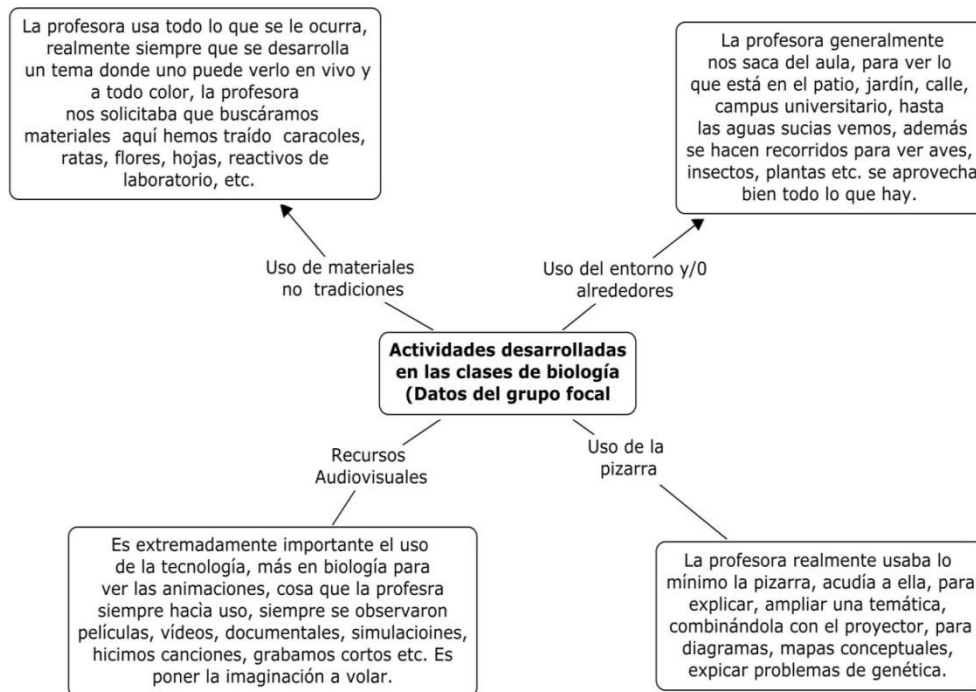 La profesora usa todo lo que se le ocurra,
realmente siempre que se desarrolla
un tema donde uno puede verlo en vivo y
a todo color, la profesora
nos solicitaba que buscáramos
materiales  aquí hemos traído  caracoles,
ratas, flores, hojas, reactivos de
laboratorio, etc.
La profesora generalmente
nos saca del aula, para ver lo
que está en el patio, jardín, calle,
campus universitario, hasta
las aguas sucias vemos, además
se hacen recorridos para ver aves,
insectos, plantas etc. se aprovecha
bien todo lo que hay.
Uso de materiales
no  tradiciones
Uso del entorno y/0
alrededores
Actividades desarrolladas
en las clases de biología
(Datos del grupo focal
Recursos
Audiovisuales
Uso de la
pizarra
Es extremadamente importante el uso
de la tecnología, más en biología para
ver las animaciones, cosa que la profesra
siempre hacìa uso, siempre se observaron
películas, vídeos, documentales, simulacioines,
hicimos canciones, grabamos cortos etc. Es
poner la imaginación a volar.
La profesora realmente usaba lo
mínimo la pizarra, acudía a ella, para
explicar, ampliar una temática,
combinándola con el proyector, para
diagramas, mapas conceptuales,
expicar problemas de genética.